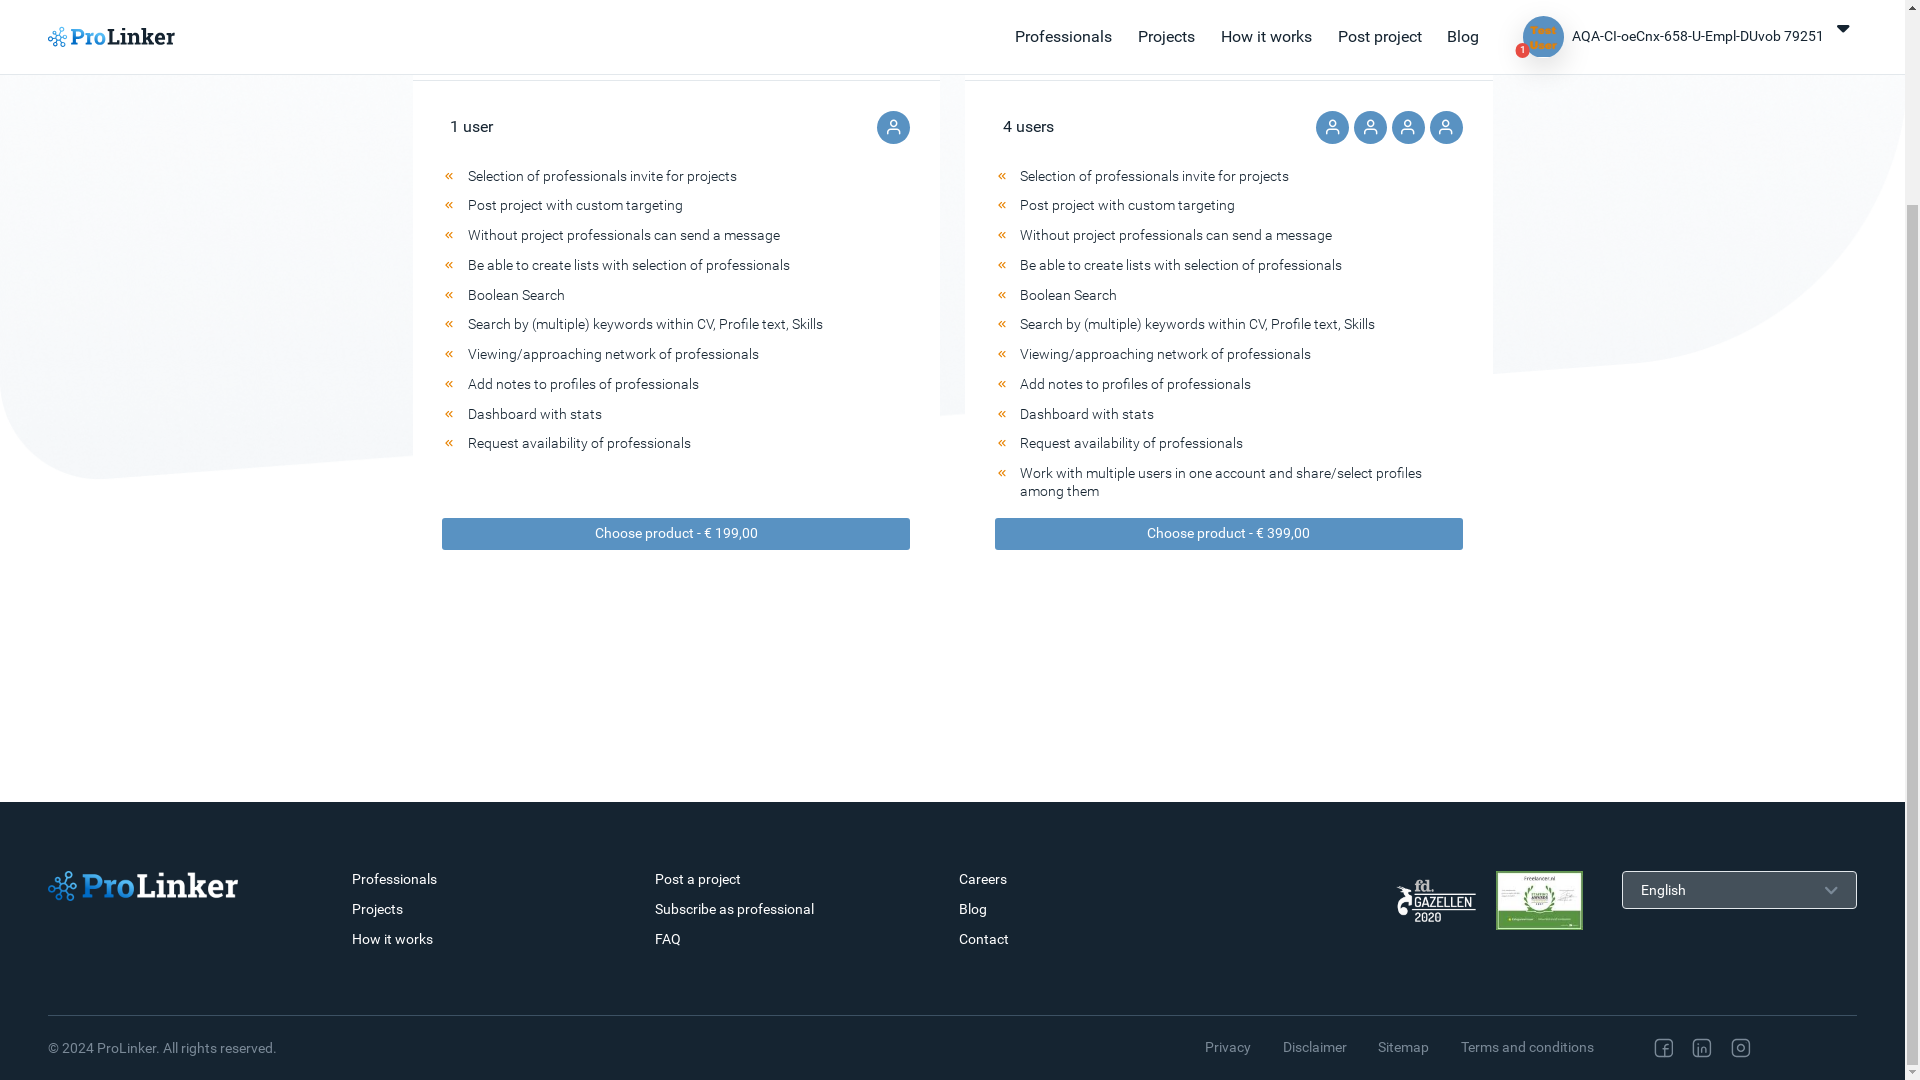 ProLinker
Professionals
Projects
How it works
Post project
Blog
Test
User
1
AQA-CI-oeCnx-658-U-Empl-DUvob 79251
1 user
Selection of professionals invite for projects
Post project with custom targeting
Without project professionals can send a message
Be able to create lists with selection of professionals
Boolean Search
Search by (multiple) keywords within CV, Profile text, Skills
Viewing/approaching network of professionals
Add notes to profiles of professionals
Dashboard with stats
Request availability of professionals
Choose product - € 199,00
4 users
Selection of professionals invite for projects
Post project with custom targeting
Without project professionals can send a message
Be able to create lists with selection of professionals
Boolean Search
Search by (multiple) keywords within CV, Profile text, Skills
Viewing/approaching network of professionals
Add notes to profiles of professionals
Dashboard with stats
Request availability of professionals
Work with multiple users in one account and share/select profiles
among them
Choose product - € 399,00
ProLinker
Professionals
Projects
How it works
Post a project
Subscribe as professional
FAQ
Careers
Blog
Contact
fd.
GAZELLEN
2020
Freelancer.nl
English
© 2024 ProLinker. All rights reserved.
Privacy
Disclaimer
Sitemap
Terms and conditions